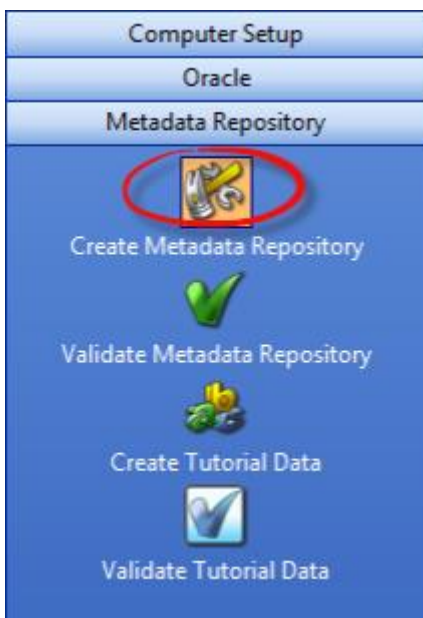 Computer Setup
Oracle
Metadata Repository
Create Metadata Repository
Validate Metadata Repository
Create Tutorial Data
Validate Tutorial Data